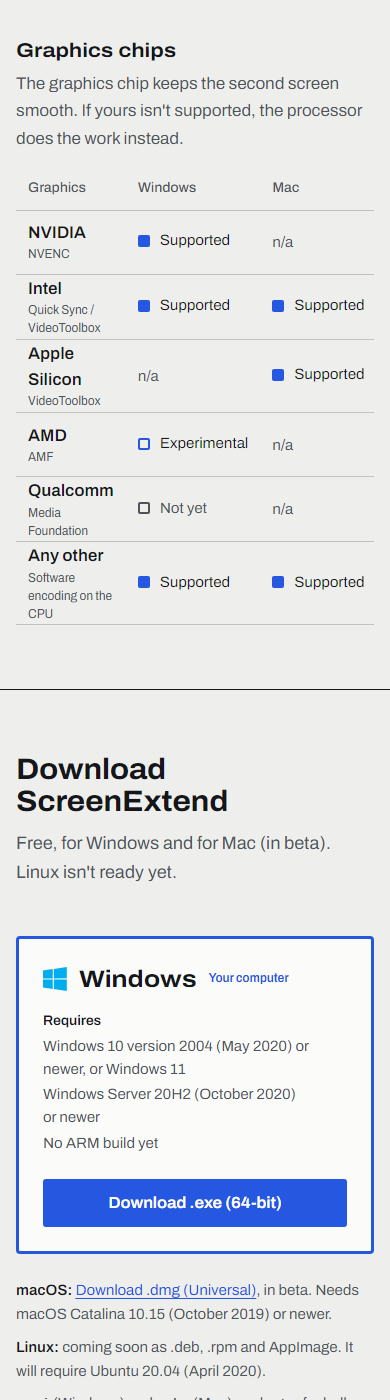 Graphics chips
The graphics chip keeps the second screen
smooth. If yours isn't supported, the processor
does the work instead.
Graphics Windows Mac
NVIDIA
NVENC
Supported n/a
Intel
Quick Sync /
VideoToolbox
Supported Supported
Apple
Silicon
VideoToolbox
n/a Supported
AMD
AMF
Experimental n/a
Qualcomm
Media
Foundation
Not yet n/a
Any other
Software
encoding on the
CPU
Supported Supported
Download
ScreenExtend
Free, for Windows and for Mac (in beta).
Linux isn't ready yet.
Windows Your computer
Requires
Windows 10 version 2004 (May 2020) or
newer, or Windows 11
Windows Server 20H2 (October 2020)
or newer
No ARM build yet
Download .exe (64-bit)
macOS: Download .dmg (Universal), in beta. Needs
macOS Catalina 10.15 (October 2019) or newer.
Linux: coming soon as .deb, .rpm and AppImage. It
will require Ubuntu 20.04 (April 2020).